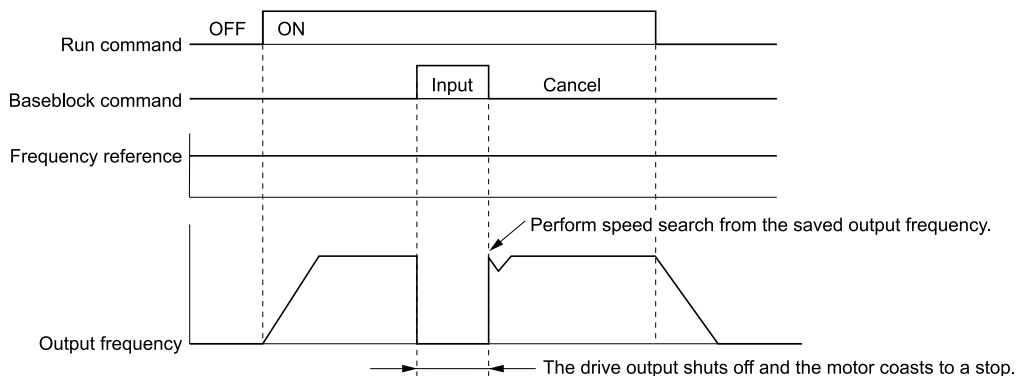 OFF
ON
Run command
Input
Cancel
Baseblock command
Frequency reference
Perform speed search from the saved output frequency.
Output frequency
The drive output shuts off and the motor coasts to a stop.